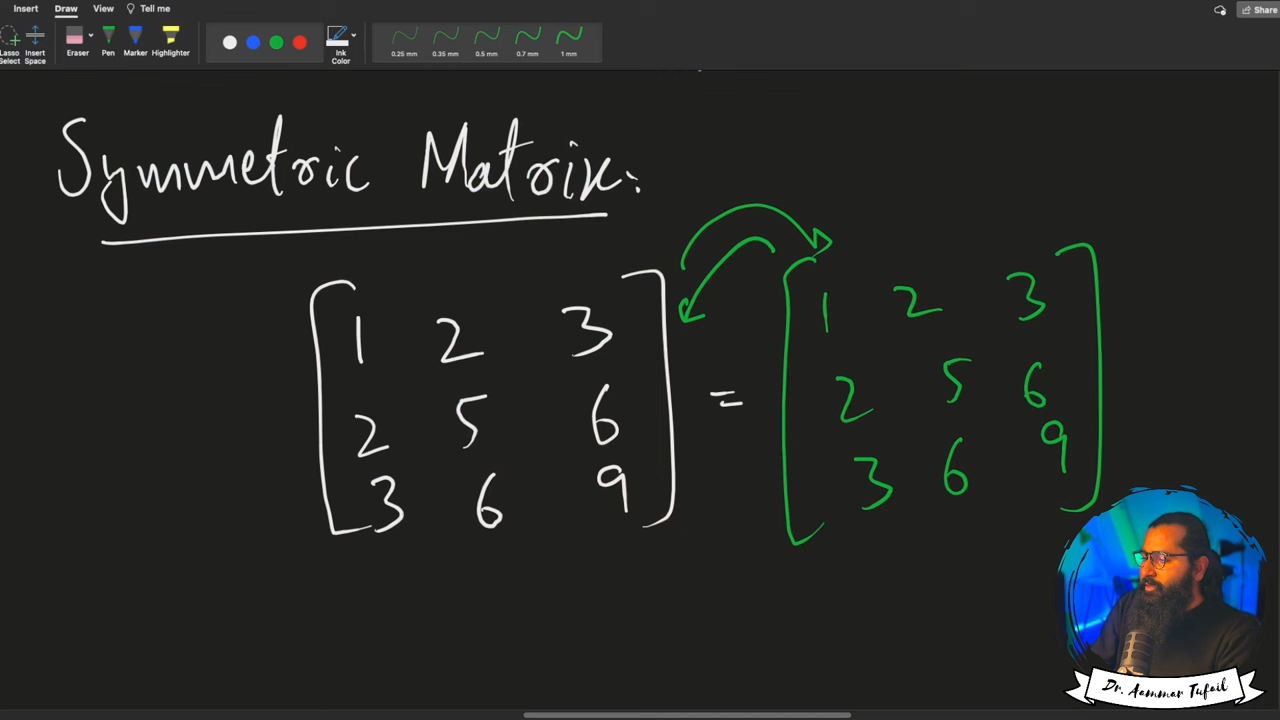 Insert Draw View Tell me Share
Lasso Select Insert Space Eraser Pen Marker Highlighter Ink Color 0.25 mm 0.35 mm 0.5 mm 0.7 mm 1 mm
Symmetric Matrix:
1 2 3 1 2 3
2 5 6 = 2 5 6
3 6 9 3 6 9
Dr. Aammar Tufail